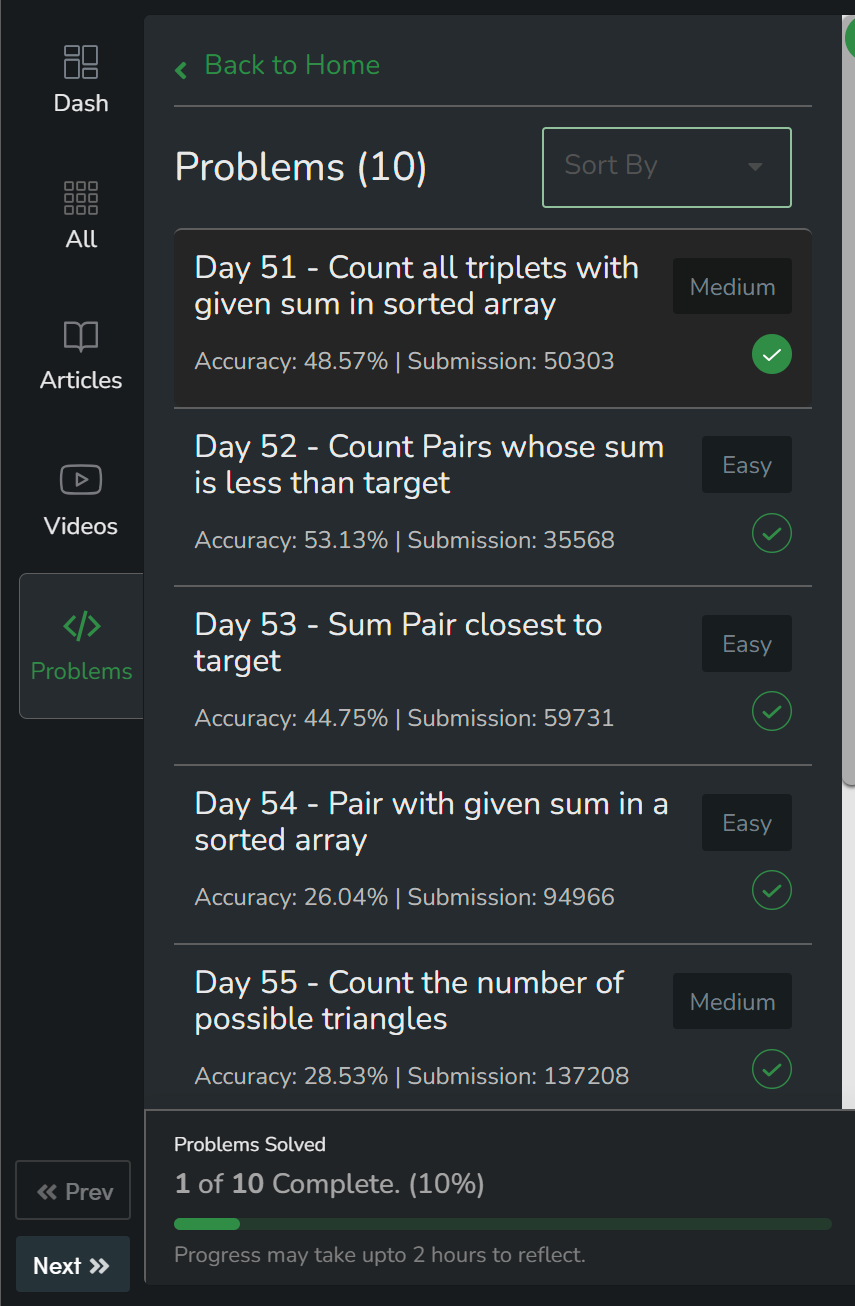 Dash
All
Articles
Videos
Problems
Prev
Next
Back to Home
Problems (10)
Sort By
Day 51 - Count all triplets with
given sum in sorted array
Medium
Accuracy: 48.57% | Submission: 50303
Day 52 - Count Pairs whose sum
is less than target
Easy
Accuracy: 53.13% | Submission: 35568
Day 53 - Sum Pair closest to
target
Easy
Accuracy: 44.75% | Submission: 59731
Day 54 - Pair with given sum in a
sorted array
Easy
Accuracy: 26.04% | Submission: 94966
Day 55 - Count the number of
possible triangles
Medium
Accuracy: 28.53% | Submission: 137208
Problems Solved
1 of 10 Complete. (10%)
Progress may take upto 2 hours to reflect.